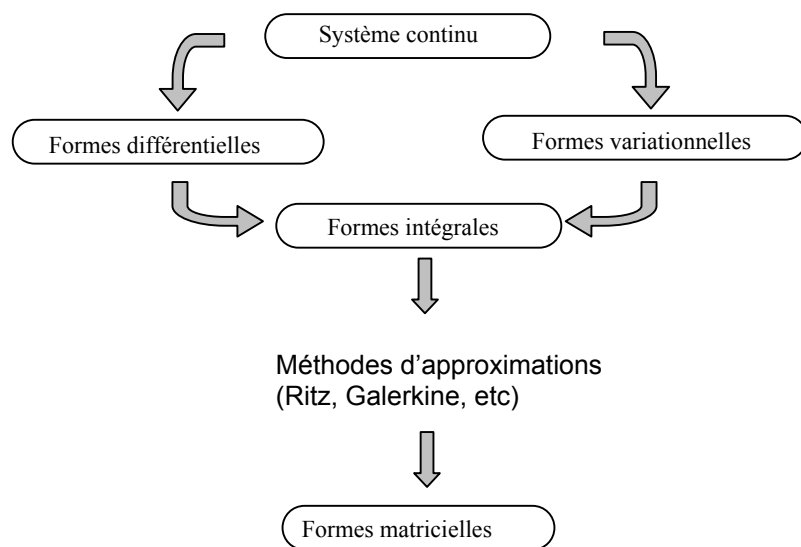 Système continu
Formes différentielles
Formes variationnelles
Formes intégrales
Méthodes d'approximations
(Ritz, Galerkine, etc)
Formes matricielles